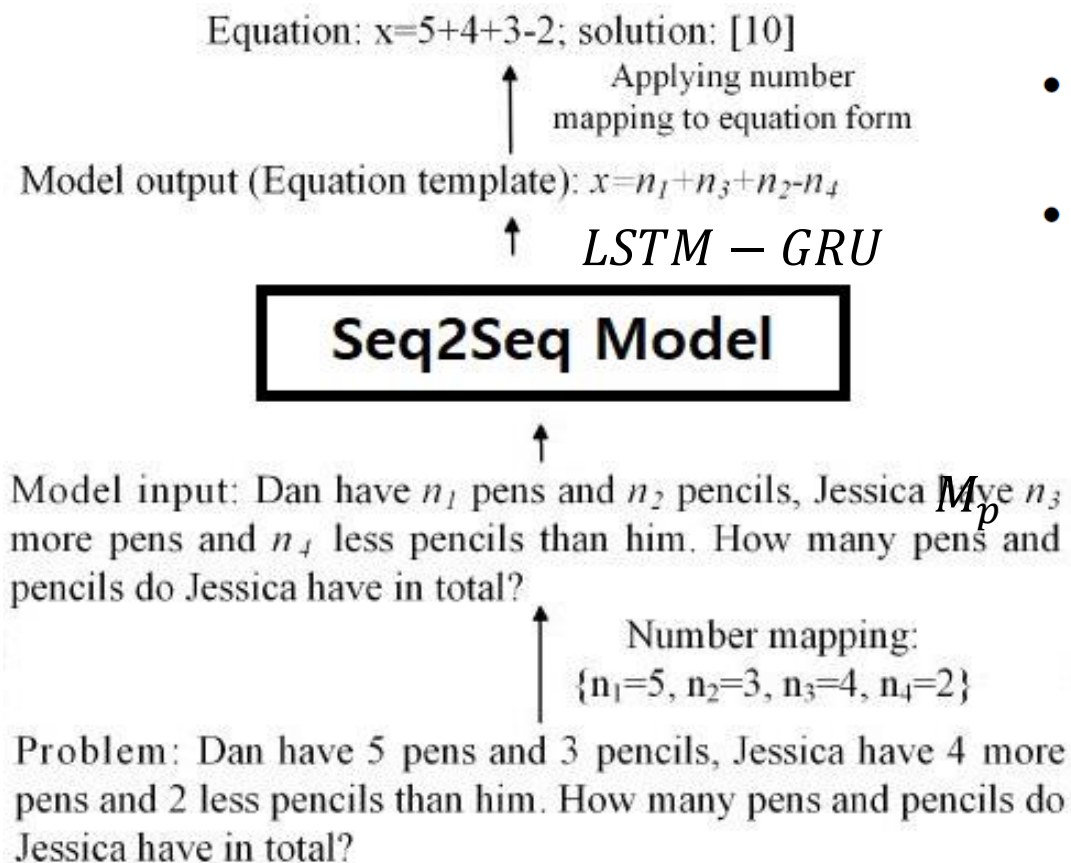 Equation: x=5+4+3-2; solution: [10]
Applying number
mapping to equation form
Model output (Equation template): x=n₁+n₃+n₂-n₄
LSTM − GRU
Seq2Seq Model
Model input: Dan have n₁ pens and n₂ pencils, Jessica have n₃
M_p
more pens and n₄ less pencils than him. How many pens and
pencils do Jessica have in total?
Number mapping:
{n₁=5, n₂=3, n₃=4, n₄=2}
Problem: Dan have 5 pens and 3 pencils, Jessica have 4 more
pens and 2 less pencils than him. How many pens and pencils do
Jessica have in total?